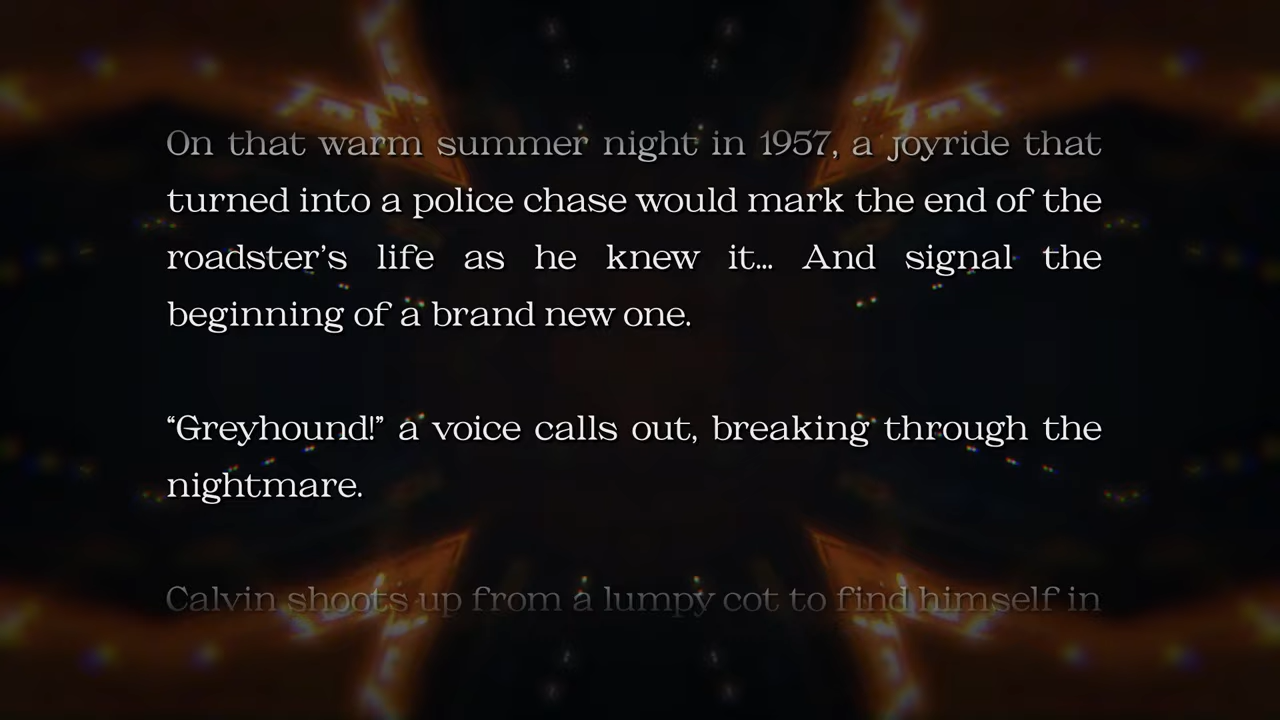 On that warm summer night in 1957, a joyride that
turned into a police chase would mark the end of the
roadster’s life as he knew it... And signal the
beginning of a brand new one.
“Greyhound!” a voice calls out, breaking through the
nightmare.
Calvin shoots up from a lumpy cot to find himself in